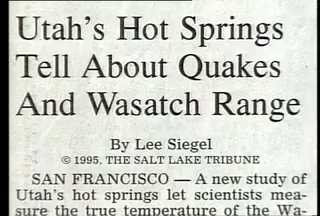 Utah's Hot Springs
Tell About Quakes
And Wasatch Range
By Lee Siegel
© 1995, THE SALT LAKE TRIBUNE
SAN FRANCISCO — A new study of
Utah's hot springs let scientists mea-
sure the true temperature of the Wa-